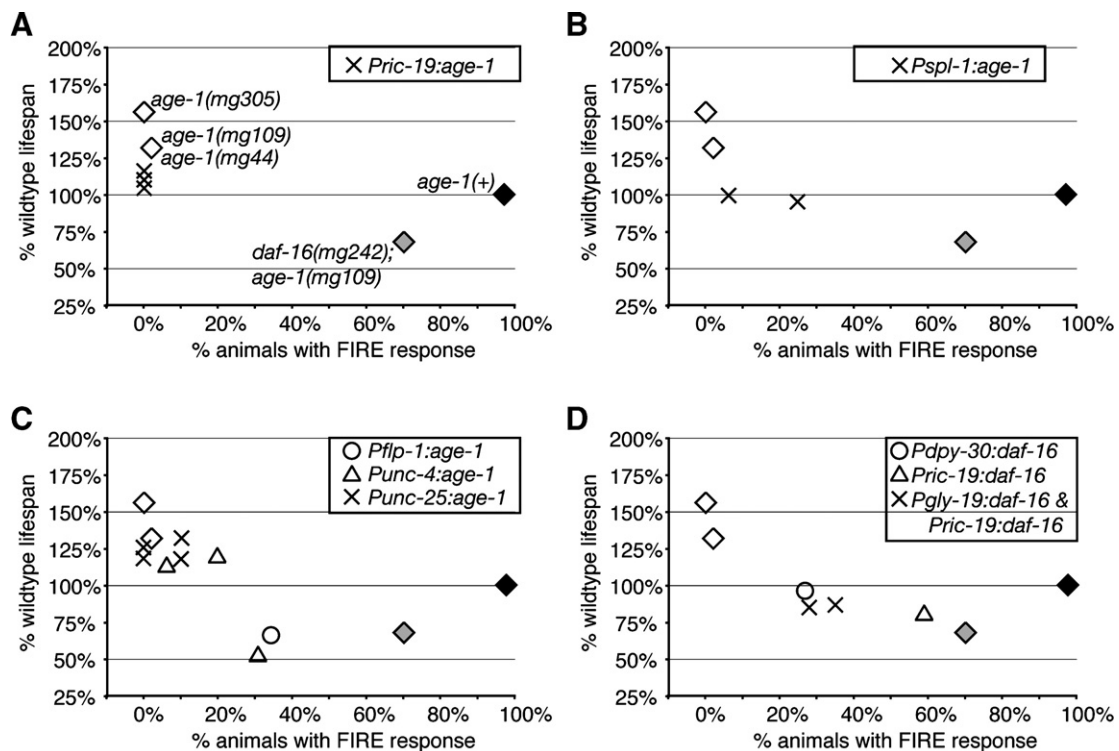 A
200%
175%
150%
125%
100%
75%
50%
25%
% wildtype lifespan
Pric-19:age-1
age-1(mg305)
age-1(mg109)
age-1(mg44)
age-1(+)
daf-16(mg242);
age-1(mg109)
0% 20% 40% 60% 80% 100%
% animals with FIRE response
B
200%
175%
150%
125%
100%
75%
50%
25%
% wildtype lifespan
Pspl-1:age-1
0% 20% 40% 60% 80% 100%
% animals with FIRE response
C
200%
175%
150%
125%
100%
75%
50%
25%
% wildtype lifespan
Pflp-1:age-1
Punc-4:age-1
Punc-25:age-1
0% 20% 40% 60% 80% 100%
% animals with FIRE response
D
200%
175%
150%
125%
100%
75%
50%
25%
% wildtype lifespan
Pdpy-30:daf-16
Pric-19:daf-16
Pgly-19:daf-16 &
Pric-19:daf-16
0% 20% 40% 60% 80% 100%
% animals with FIRE response